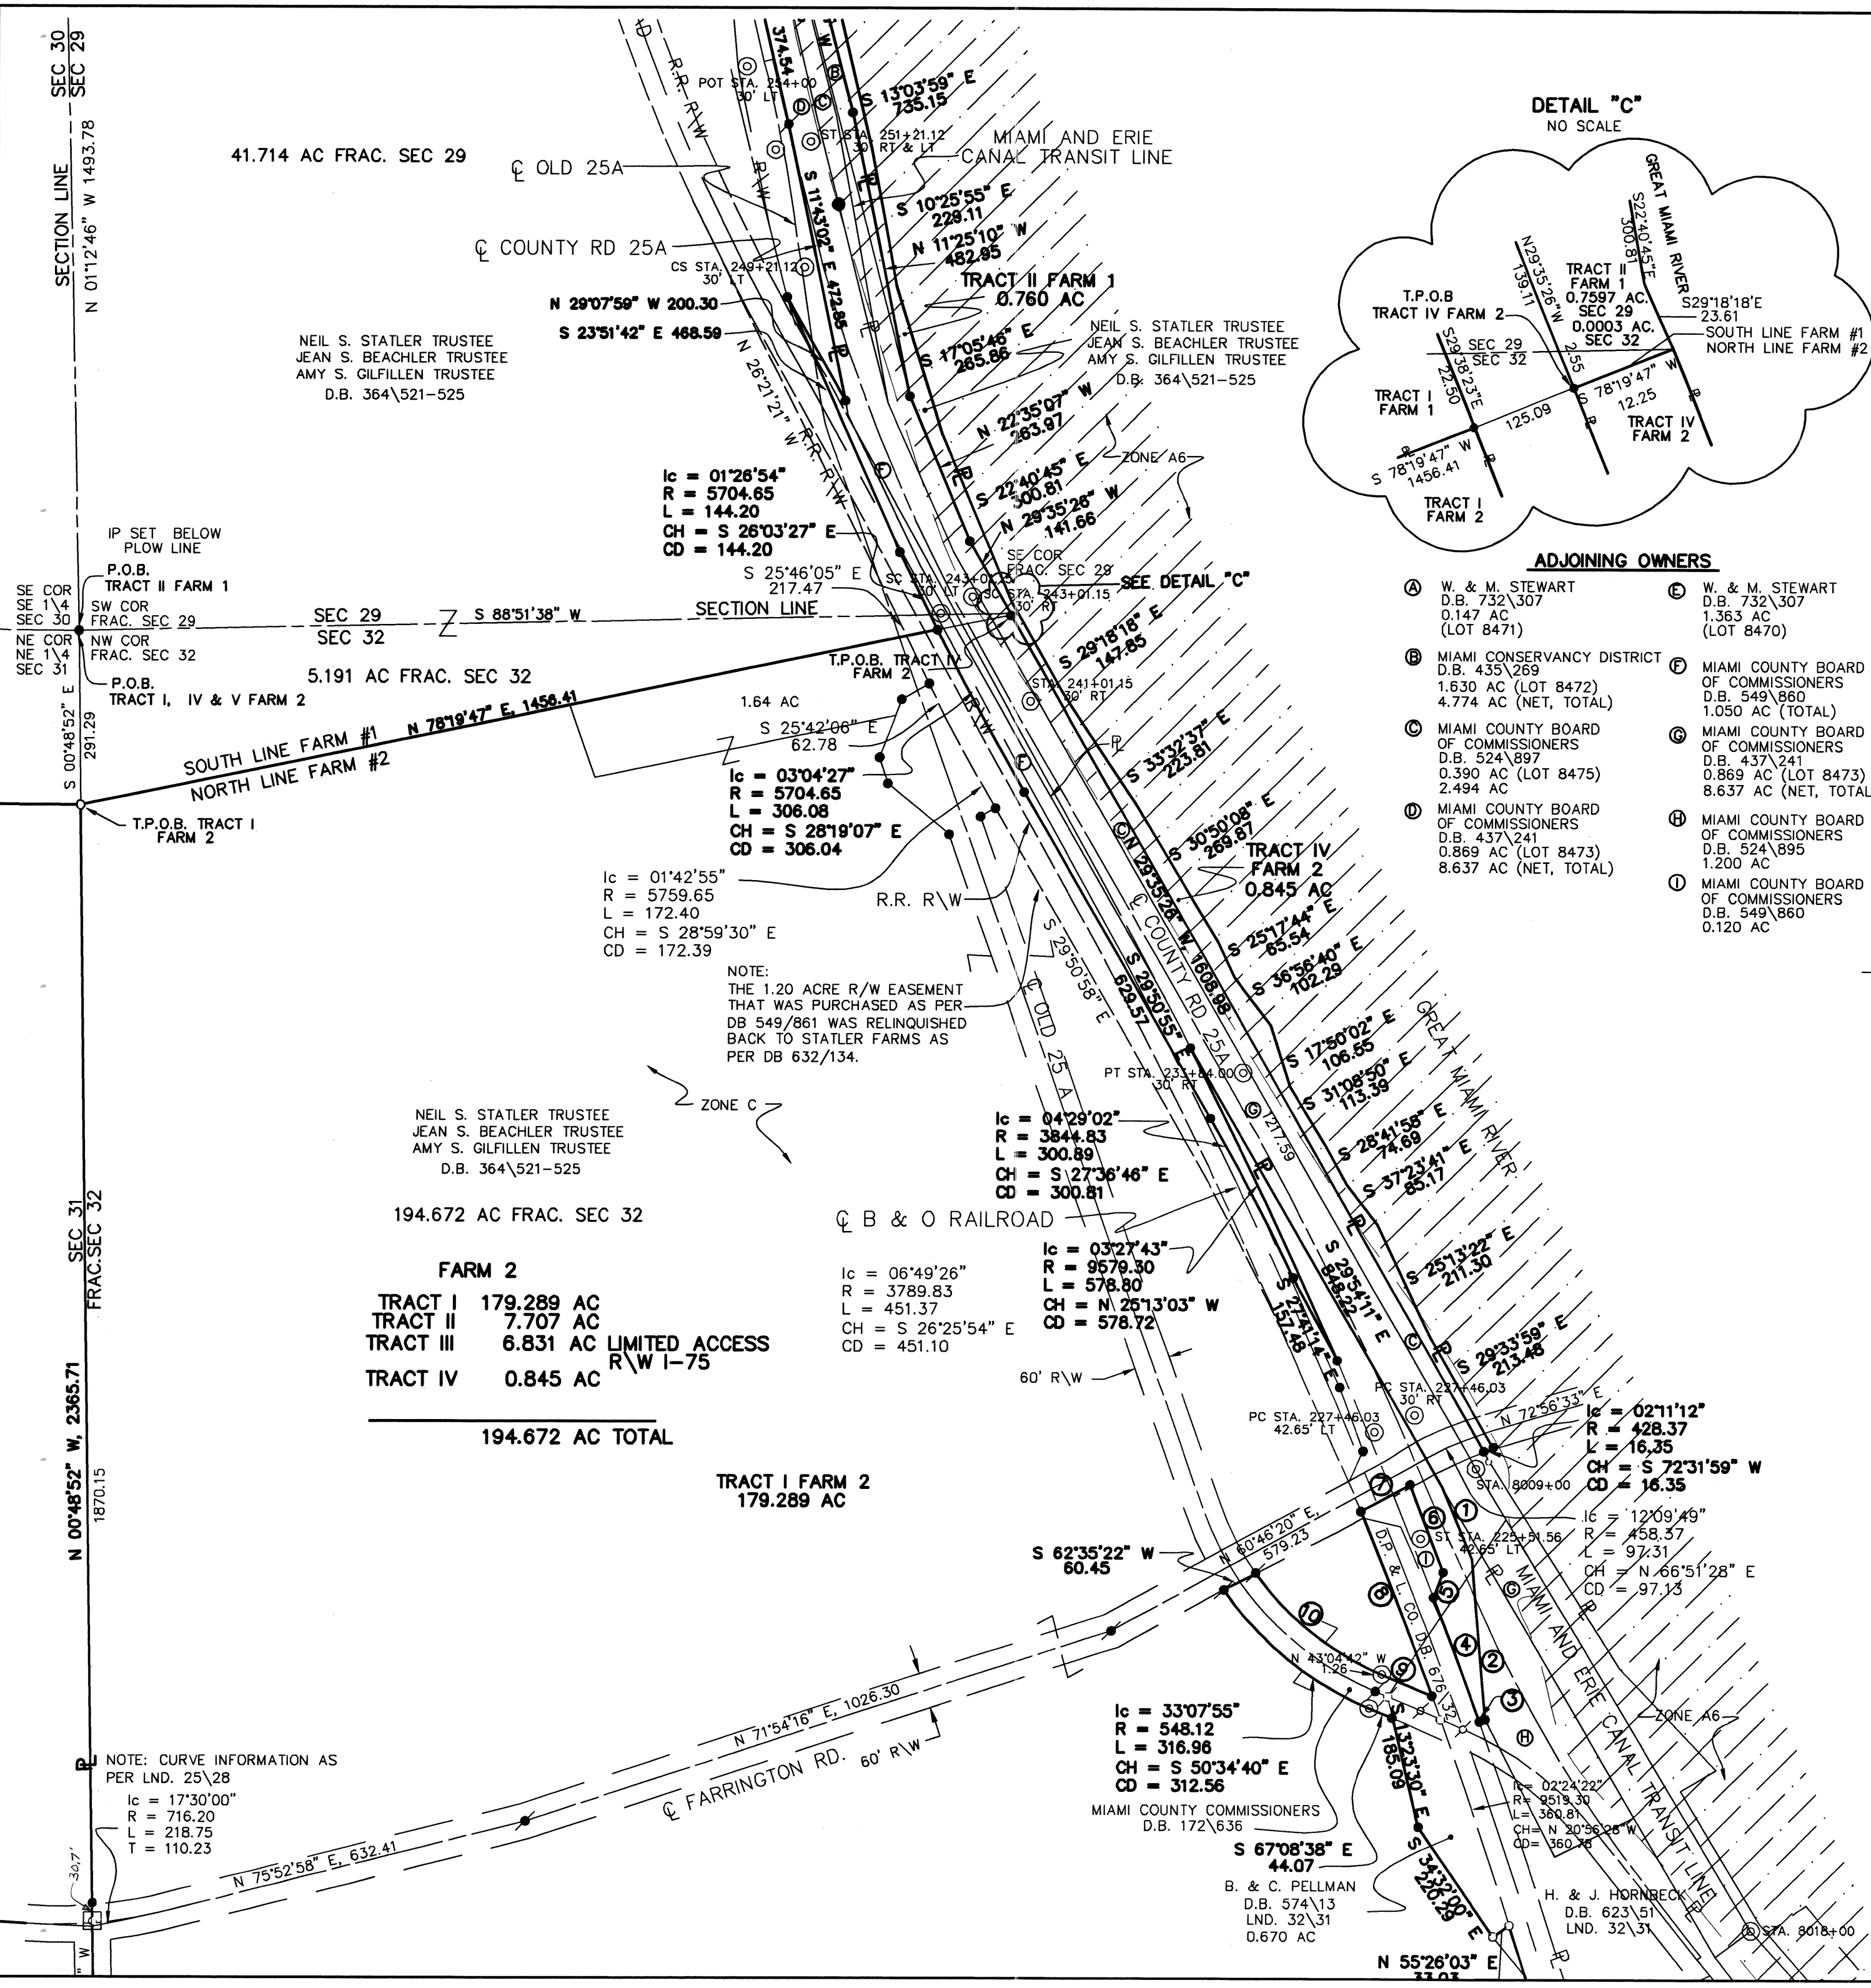 SEC 30
SEC 29
SECTION LINE
N 01°12'46" W 1493.78
41.714 AC FRAC. SEC 29
℄ OLD 25A
℄ COUNTY RD 25A
R.R. R\W
R\W
374.54
W
POT STA. 254+00
30' LT
Ⓑ
Ⓒ
Ⓓ
ST STA. 251+21.12
30' RT & LT
S 13°03'59" E
735.15
MIAMI AND ERIE
CANAL TRANSIT LINE
S 11°43'02" E 472.85
S 10°25'55" E
229.11
N 11°25'10" W
482.95
CS STA. 249+21.12
30' LT
TRACT II FARM 1
0.760 AC
N 29°07'59" W 200.30
S 23°51'42" E 468.59
NEIL S. STATLER TRUSTEE
JEAN S. BEACHLER TRUSTEE
AMY S. GILFILLEN TRUSTEE
D.B. 364\521-525
NEIL S. STATLER TRUSTEE
JEAN S. BEACHLER TRUSTEE
AMY S. GILFILLEN TRUSTEE
D.B. 364\521-525
S 17°05'46" E
265.86
N 26°21'21" W
R.R. R\W
N 22°35'07" W
263.97
ZONE A6
S 22°40'45" E
300.81
N 29°35'26" W
141.66
Ⓕ
Ic = 01°26'54"
R = 5704.65
L = 144.20
CH = S 26°03'27" E
CD = 144.20
S 25°46'05" E
217.47
SC STA. 243+01.15
30' LT
SC STA. 243+01.15
30' RT
SE COR
FRAC. SEC 29
SEE DETAIL "C"
DETAIL "C"
NO SCALE
GREAT MIAMI RIVER
S22°40'45"E
300.81
N29°35'26"W
139.11
TRACT II
FARM 1
0.7597 AC.
SEC 29
0.0003 AC.
SEC 32
T.P.O.B
TRACT IV FARM 2
S29°18'18"E
23.61
SOUTH LINE FARM #1
NORTH LINE FARM #2
SEC 29
SEC 32
S29°38'23"E
22.50
2.55
TRACT I
FARM 1
125.09
S 78°19'47" W
12.25
TRACT IV
FARM 2
S 78°19'47" W
1456.41
TRACT I
FARM 2
ADJOINING OWNERS
Ⓐ W. & M. STEWART
D.B. 732\307
0.147 AC
(LOT 8471)
Ⓑ MIAMI CONSERVANCY DISTRICT
D.B. 435\269
1.630 AC (LOT 8472)
4.774 AC (NET, TOTAL)
Ⓒ MIAMI COUNTY BOARD
OF COMMISSIONERS
D.B. 524\897
0.390 AC (LOT 8475)
2.494 AC
Ⓓ MIAMI COUNTY BOARD
OF COMMISSIONERS
D.B. 437\241
0.869 AC (LOT 8473)
8.637 AC (NET, TOTAL)
Ⓔ W. & M. STEWART
D.B. 732\307
1.363 AC
(LOT 8470)
Ⓕ MIAMI COUNTY BOARD
OF COMMISSIONERS
D.B. 549\860
1.050 AC (TOTAL)
Ⓖ MIAMI COUNTY BOARD
OF COMMISSIONERS
D.B. 437\241
0.869 AC (LOT 8473)
8.637 AC (NET, TOTAL
Ⓗ MIAMI COUNTY BOARD
OF COMMISSIONERS
D.B. 524\895
1.200 AC
Ⓘ MIAMI COUNTY BOARD
OF COMMISSIONERS
D.B. 549\860
0.120 AC
IP SET BELOW
PLOW LINE
P.O.B.
TRACT II FARM 1
SE COR
SE 1\4
SEC 30
SW COR
FRAC. SEC 29
NE COR
NE 1\4
SEC 31
NW COR
FRAC. SEC 32
P.O.B.
TRACT I, IV & V FARM 2
SEC 29
SEC 32
S 88°51'38" W
SECTION LINE
5.191 AC FRAC. SEC 32
S 00°48'52" E
291.29
SOUTH LINE FARM #1
NORTH LINE FARM #2
N 78°19'47" E, 1456.41
T.P.O.B. TRACT I
FARM 2
T.P.O.B. TRACT IV
FARM 2
1.64 AC
S 25°42'06" E
62.78
R\W
STA. 241+01.15
30' RT
S 29°18'18" E
147.85
S 33°32'37" E
223.81
Ic = 03°04'27"
R = 5704.65
L = 306.08
CH = S 28°19'07" E
CD = 306.04
Ⓕ
Ⓒ
S 30°50'08" E
269.87
TRACT IV
FARM 2
0.845 AC
Ic = 01°42'55"
R = 5759.65
L = 172.40
CH = S 28°59'30" E
CD = 172.39
R.R. R\W
N 29°35'26" W, 1608.98
℄ COUNTY RD 25A
S 25°17'44" E
65.54
S 36°56'40" E
102.29
NOTE:
THE 1.20 ACRE R/W EASEMENT
THAT WAS PURCHASED AS PER
DB 549/861 WAS RELINQUISHED
BACK TO STATLER FARMS AS
PER DB 632/134.
S 29°50'58" E
S 29°50'55" E
629.57
℄ OLD 25 A
GREAT MIAMI RIVER
S 17°50'02" E
106.55
S 31°08'50" E
113.39
PT STA. 233+84.00
30' RT
Ⓖ
1217.59
S 28°41'58" E
74.69
S 37°23'41" E
85.17
ZONE C
NEIL S. STATLER TRUSTEE
JEAN S. BEACHLER TRUSTEE
AMY S. GILFILLEN TRUSTEE
D.B. 364\521-525
194.672 AC FRAC. SEC 32
SEC 31
FRAC.SEC 32
Ic = 04°29'02"
R = 3844.83
L = 300.89
CH = S 27°36'46" E
CD = 300.81
℄ B & O RAILROAD
FARM 2
TRACT I 179.289 AC
TRACT II 7.707 AC
TRACT III 6.831 AC LIMITED ACCESS
R\W I-75
TRACT IV 0.845 AC
194.672 AC TOTAL
Ic = 06°49'26"
R = 3789.83
L = 451.37
CH = S 26°25'54" E
CD = 451.10
Ic = 03°27'43"
R = 9579.30
L = 578.80
CH = N 25°13'03" W
CD = 578.72
S 27°41'14" E
157.48
S 29°54'11" E
848.22
S 25°13'22" E
211.30
Ⓒ
S 29°33'59" E
213.48
60' R\W
PC STA. 227+46.03
30' RT
PC STA. 227+46.03
42.65' LT
N 72°56'33" E
Ic = 02°11'12"
R = 428.37
L = 16.35
CH = S 72°31'59" W
CD = 16.35
STA. 8009+00
N 00°48'52" W, 2365.71
1870.15
TRACT I FARM 2
179.289 AC
Ic = 12°09'49"
R = 458.37
L = 97.31
CH = N 66°51'28" E
CD = 97.13
⑦
⑥
①
ST STA. 225+51.56
42.65' LT
Ⓘ
N 60°46'20" E,
579.23
S 62°35'22" W
60.45
⑧
⑤
Ⓖ
⑩
④
②
D.P. & L. CO. D.B. 676\32
MIAMI AND ERIE CANAL TRANSIT LINE
N 43°04'42" W
1.26
⑨
③
Ⓗ
ZONE A6
N 71°54'16" E, 1026.30
℄ FARRINGTON RD. 60' R\W
Ic = 33°07'55"
R = 548.12
L = 316.96
CH = S 50°34'40" E
CD = 312.56
MIAMI COUNTY COMMISSIONERS
D.B. 172\636
S 13°23'30" E
185.09
S 67°08'38" E
44.07
Ic= 02°24'22"
R= 9519.30
L= 360.81
CH= N 20°56'28"W
CD= 360.78
B. & C. PELLMAN
D.B. 574\13
LND. 32\31
0.670 AC
S 34°32'00" E
220.29
H. & J. HORNBECK
D.B. 623\51
LND. 32\31
STA. 8018+00
N 55°26'03" E
33.03
NOTE: CURVE INFORMATION AS
PER LND. 25\28
Ic = 17°30'00"
R = 716.20
L = 218.75
T = 110.23
30.7'
N 75°52'58" E, 632.41
" W